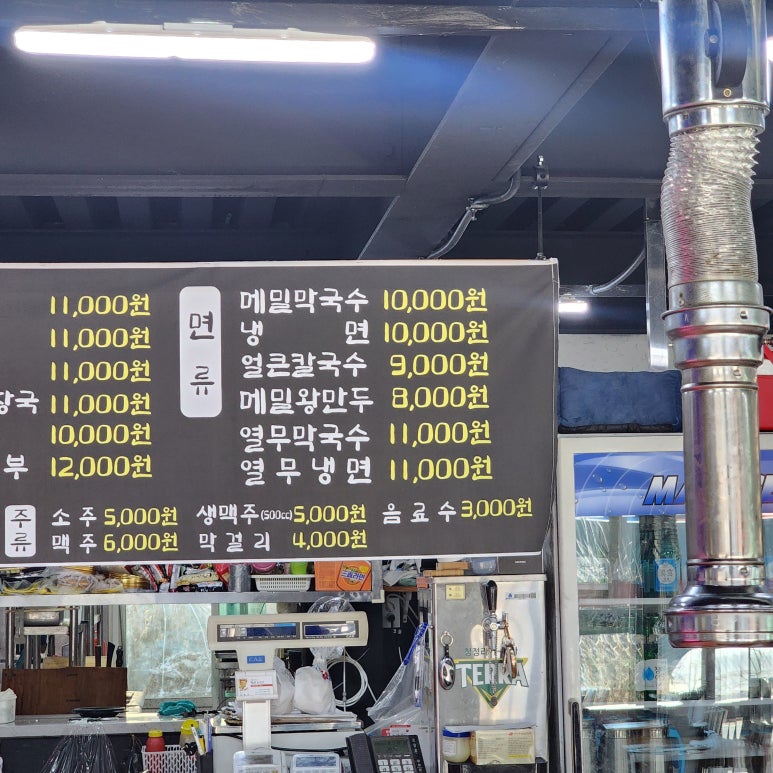 11,000원
11,000원
11,000원
장국 11,000원
10,000원
부 12,000원
면류
메밀막국수 10,000원
냉면 10,000원
얼큰칼국수 9,000원
메밀왕만두 8,000원
열무막국수 11,000원
열무냉면 11,000원
주류
소주 5,000원 생맥주(500cc) 5,000원 음료수 3,000원
맥주 6,000원 막걸리 4,000원
TERRA
MA